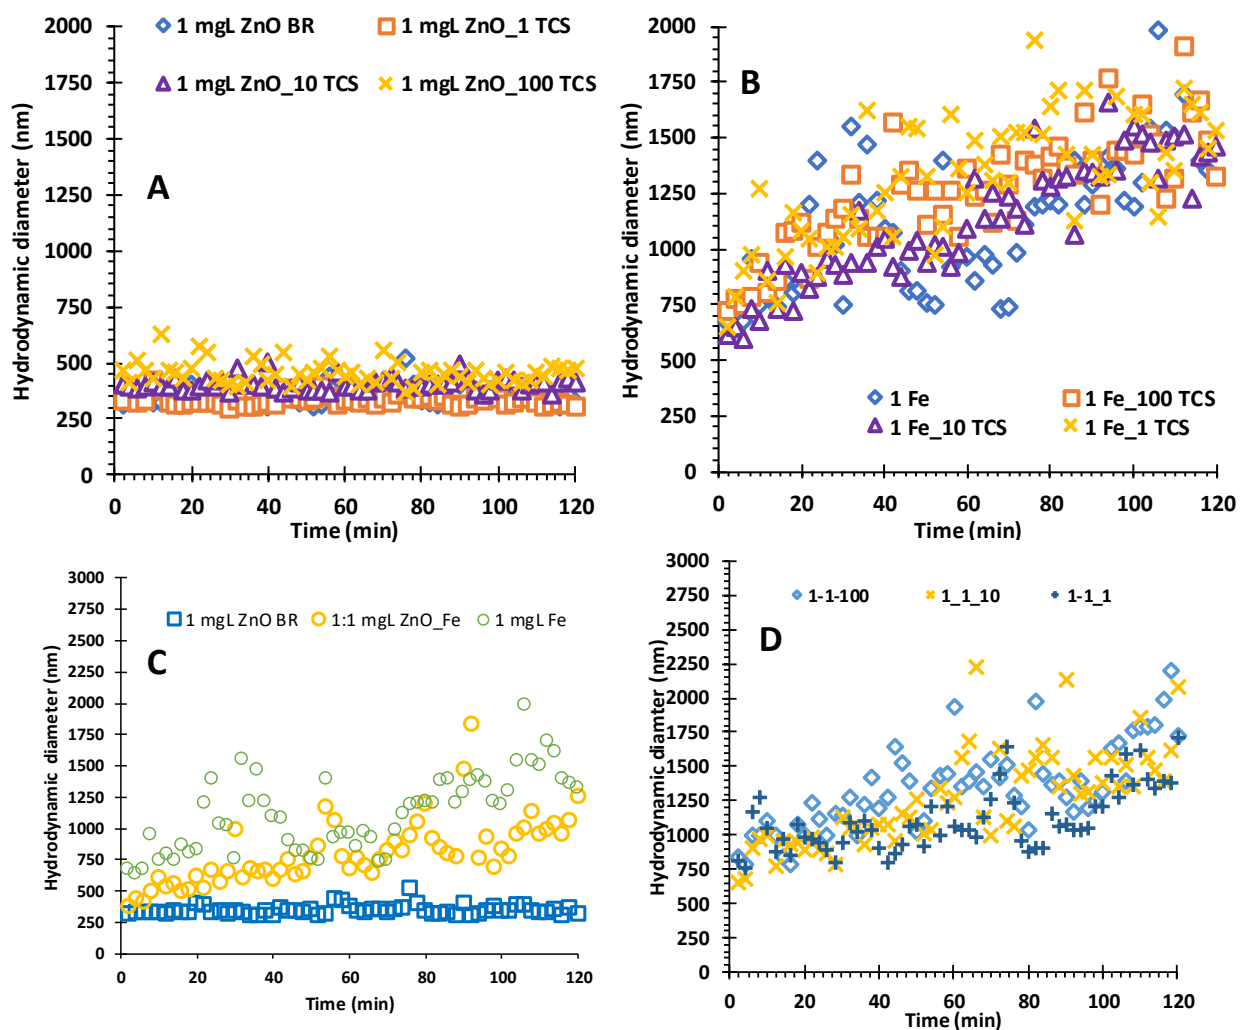 1 mgL ZnO BR
1 mgL ZnO_1 TCS
1 mgL ZnO_10 TCS
1 mgL ZnO_100 TCS
A
Hydrodynamic diameter (nm)
2000
1750
1500
1250
1000
750
500
250
0
0 20 40 60 80 100 120
Time (min)
B
Hydrodynamic diameter (nm)
2000
1750
1500
1250
1000
750
500
250
0
1 Fe
1 Fe_100 TCS
1 Fe_10 TCS
1 Fe_1 TCS
0 20 40 60 80 100 120
Time (min)
1 mgL ZnO BR
1:1 mgL ZnO_Fe
1 mgL Fe
C
Hydrodynamic diameter (nm)
3000
2750
2500
2250
2000
1750
1500
1250
1000
750
500
250
0
0 20 40 60 80 100 120
Time (min)
1-1-100
1_1_10
1-1_1
D
Hydrodynamic diamter (nm)
3000
2750
2500
2250
2000
1750
1500
1250
1000
750
500
250
0
0 20 40 60 80 100 120
Time (min)